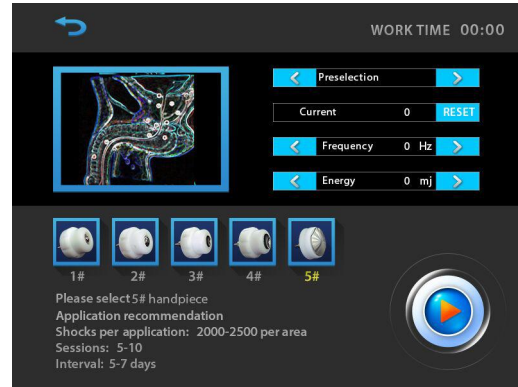 WORK TIME 00:00
Preselection
Current 0 RESET
Frequency 0 Hz
Energy 0 mj
1# 2# 3# 4# 5#
Please select 5# handpiece
Application recommendation
Shocks per application: 2000-2500 per area
Sessions: 5-10
Interval: 5-7 days